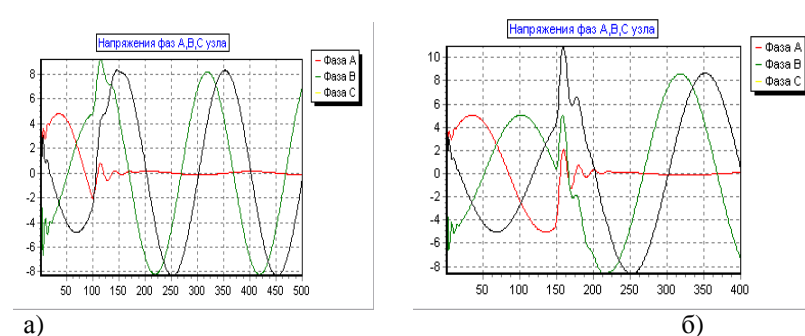 Напряжения фаз А,В,С узла
Фаза А
Фаза В
Фаза С
8
6
4
2
0
-2
-4
-6
-8
50 100 150 200 250 300 350 400 450 500
а)
Напряжения фаз А,В,С узла
Фаза А
Фаза В
Фаза С
10
8
6
4
2
0
-2
-4
-6
-8
50 100 150 200 250 300 350 400
б)